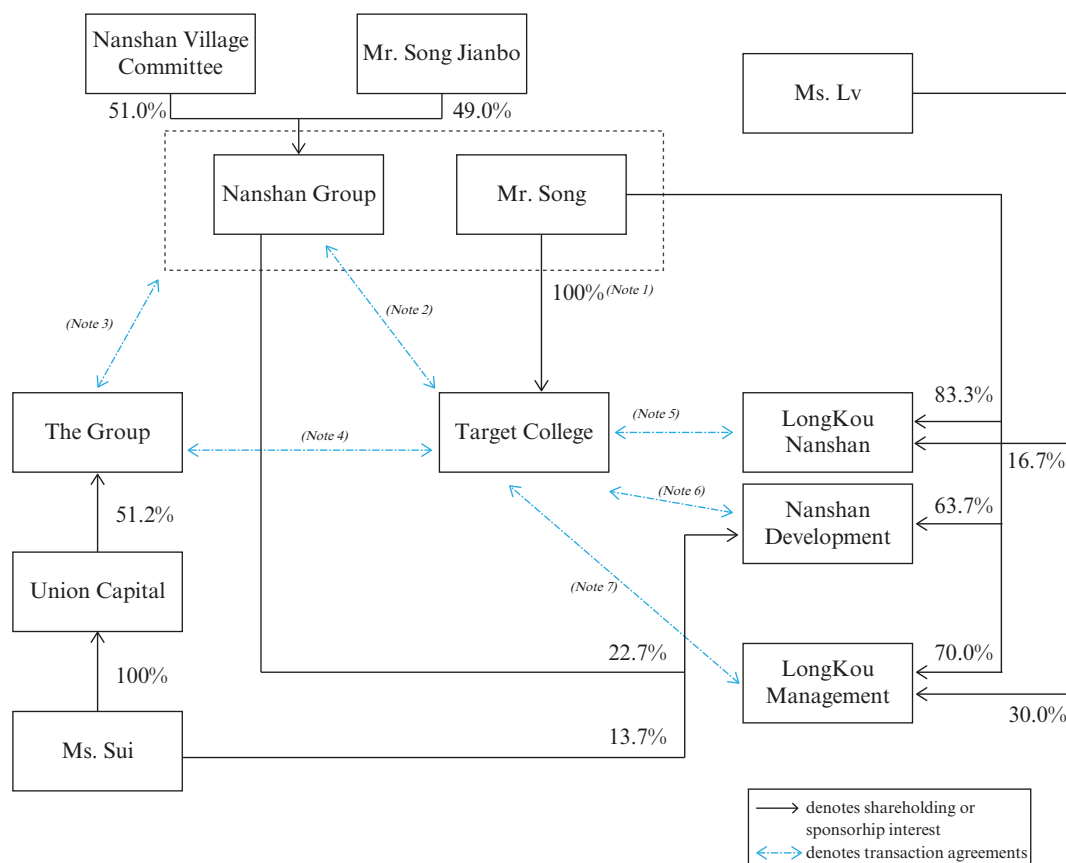 Nanshan Village
Committee
Mr. Song Jianbo
Ms. Lv
51.0%
49.0%
Nanshan Group
Mr. Song
100%(Note 1)
(Note 2)
(Note 3)
The Group
(Note 4)
Target College
(Note 5)
LongKou
Nanshan
83.3%
16.7%
51.2%
(Note 6)
Nanshan
Development
63.7%
Union Capital
(Note 7)
22.7%
LongKou
Management
70.0%
30.0%
100%
Ms. Sui
13.7%
denotes shareholding or
sponsorhip interest
denotes transaction agreements